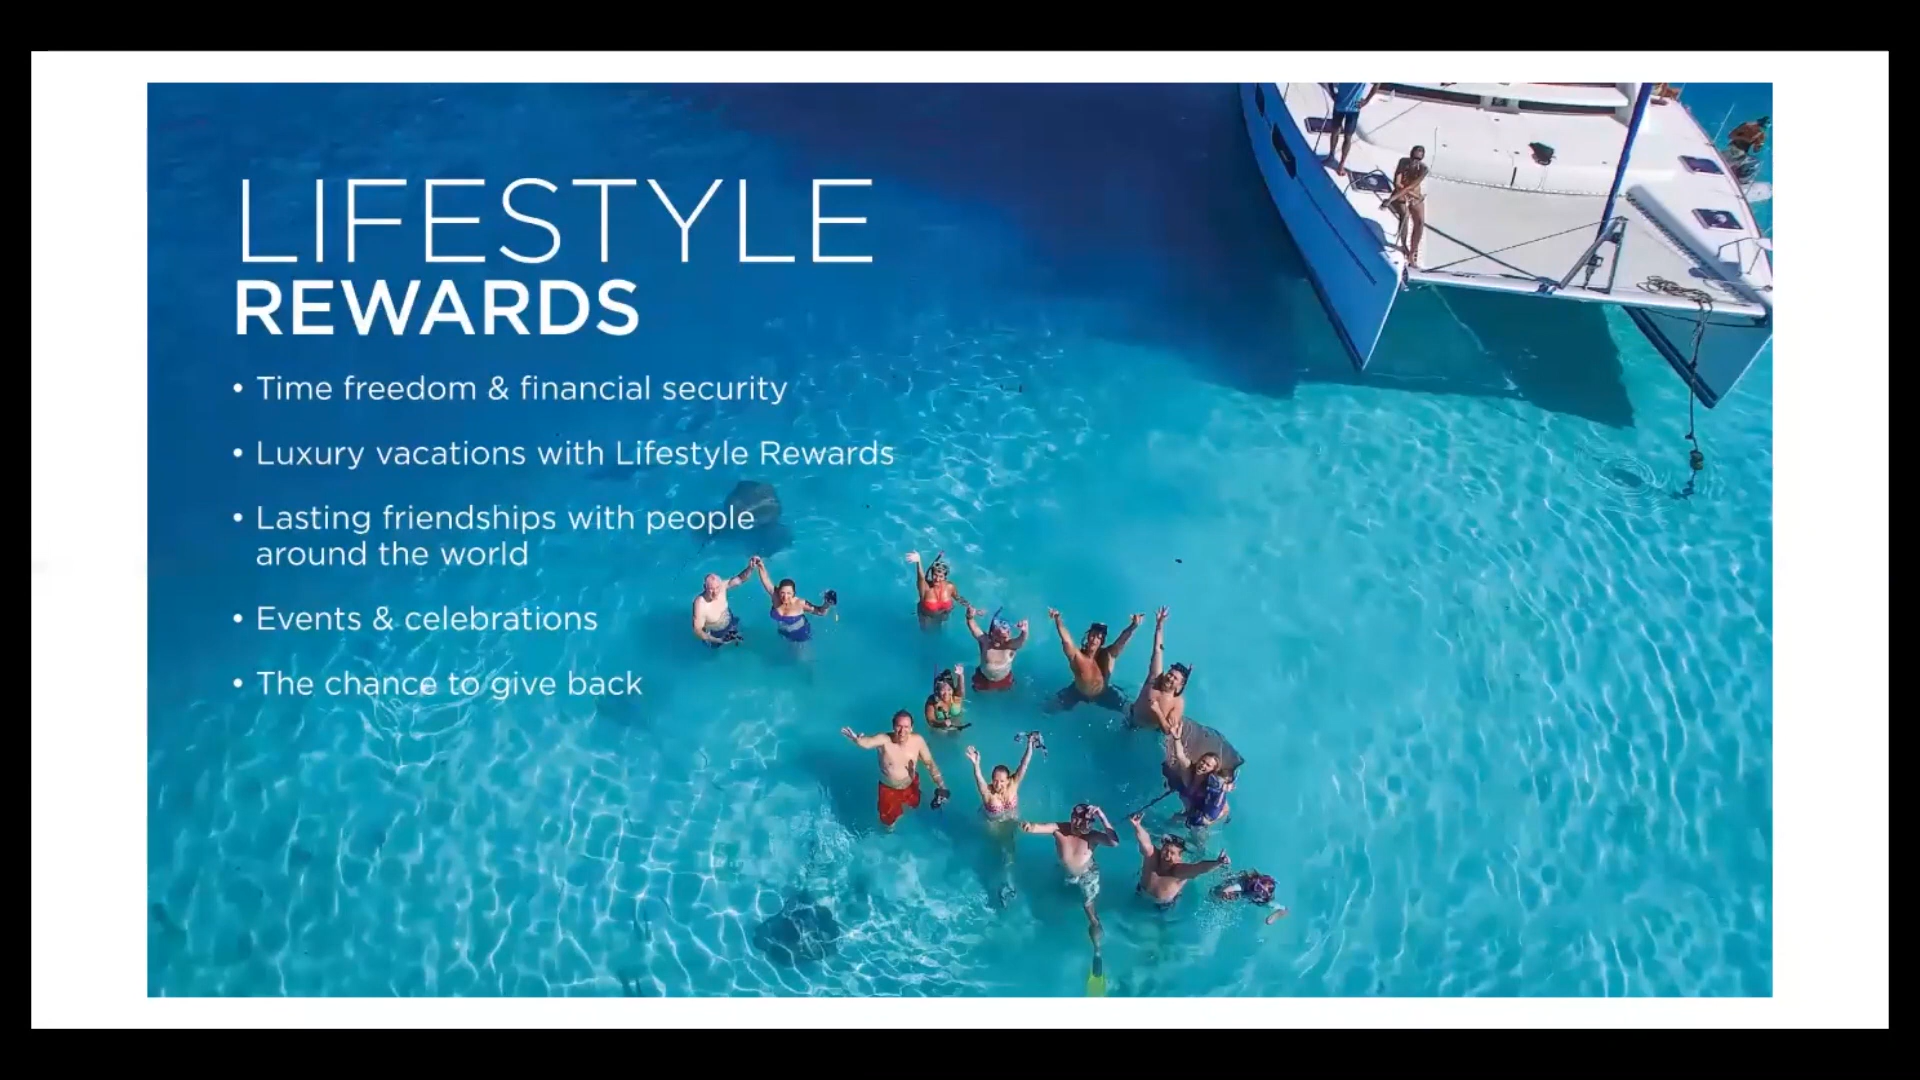 LIFESTYLE
REWARDS
• Time freedom & financial security
• Luxury vacations with Lifestyle Rewards
• Lasting friendships with people
around the world
• Events & celebrations
• The chance to give back